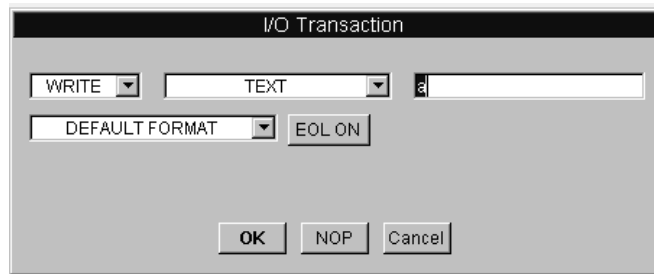 I/O Transaction
WRITE TEXT a
DEFAULT FORMAT EOL ON
OK NOP Cancel